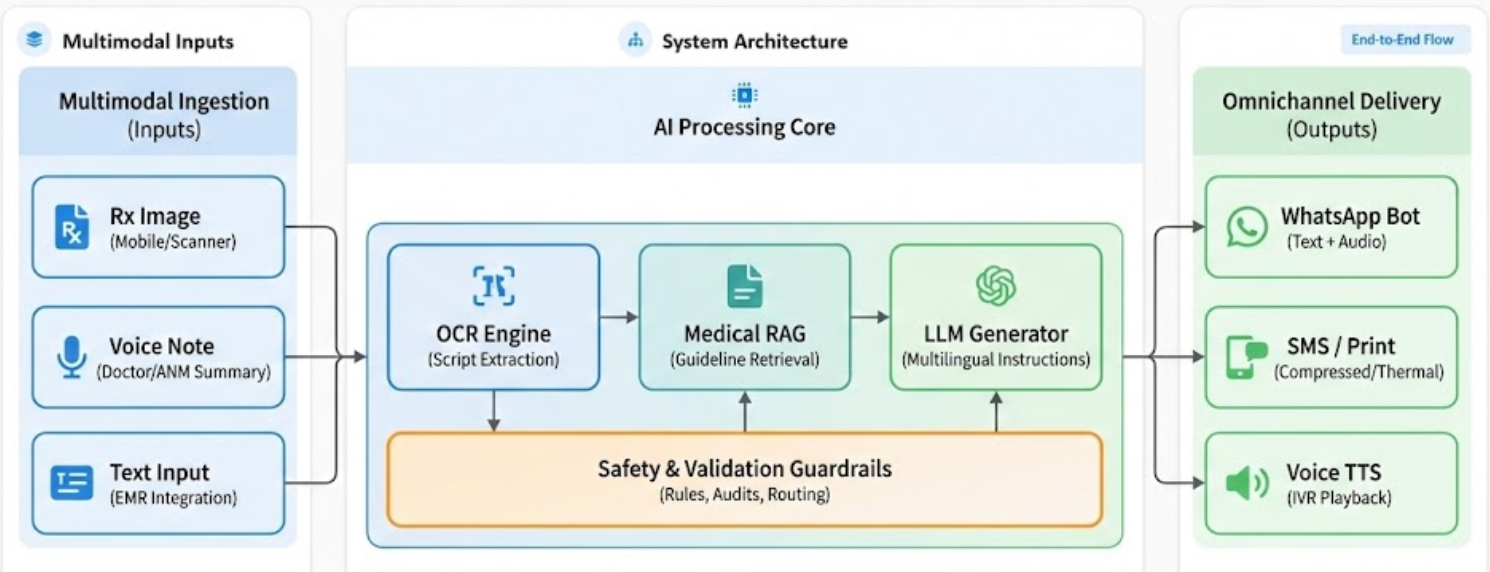 Multimodal Inputs
System Architecture
End-to-End Flow
Multimodal Ingestion
(Inputs)
Rx Image
(Mobile/Scanner)
Voice Note
(Doctor/ANM Summary)
Text Input
(EMR Integration)
AI Processing Core
OCR Engine
(Script Extraction)
Medical RAG
(Guideline Retrieval)
LLM Generator
(Multilingual Instructions)
Safety & Validation Guardrails
(Rules, Audits, Routing)
Omnichannel Delivery
(Outputs)
WhatsApp Bot
(Text + Audio)
SMS / Print
(Compressed/Thermal)
Voice TTS
(IVR Playback)